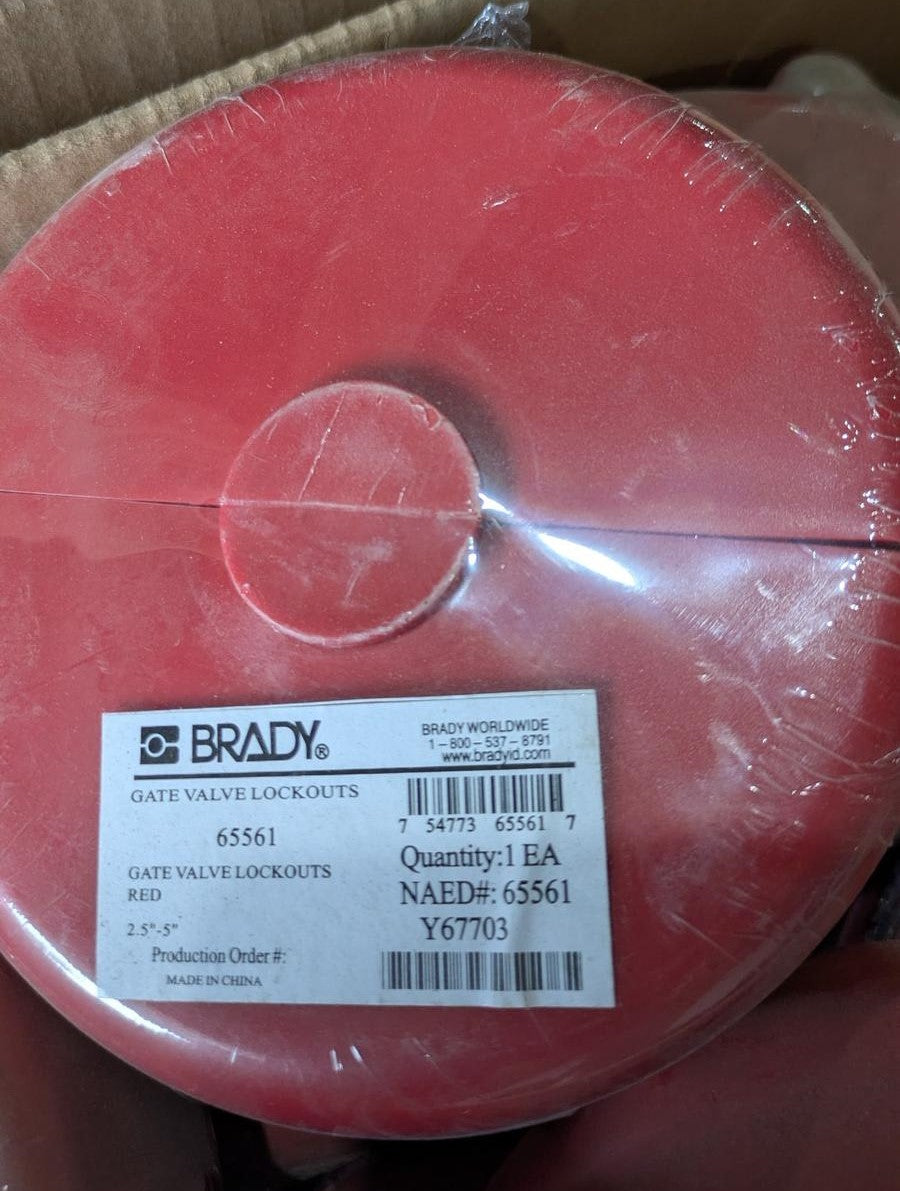 BRADY®
BRADY WORLDWIDE
1-800-537-8791
www.bradyid.com
GATE VALVE LOCKOUTS
65561
7 54773 65561 7
GATE VALVE LOCKOUTS
RED
2.5"-5"
Production Order #:
MADE IN CHINA
Quantity:1 EA
NAED#: 65561
Y67703